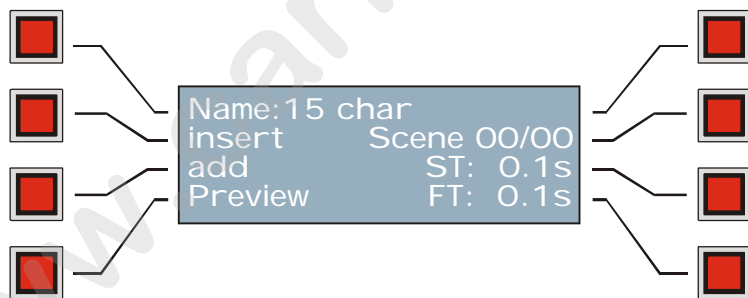 Name:15 char
insert Scene 00/00
add ST: 0.1s
Preview FT: 0.1s